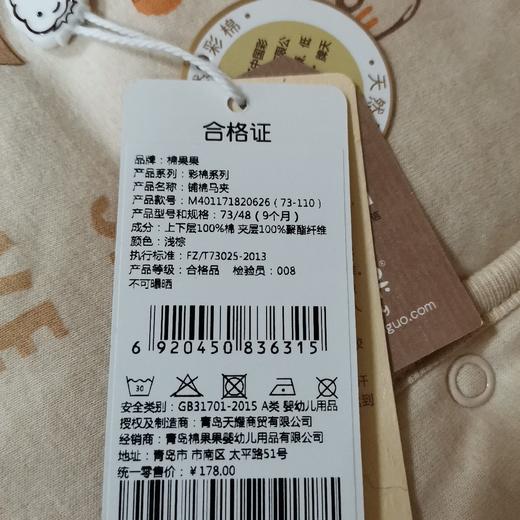 合格证
品牌：棉果果
产品系列：彩棉系列
产品名称：铺棉马夹
产品款号：M401171820626（73-110）
产品型号和规格：73/48（9个月）
成分：上下层100%棉 夹层100%聚酯纤维
颜色：浅棕
执行标准：FZ/T73025-2013
产品等级：合格品 检验员：008
不可曝晒
6 920450 836315
30
安全类别：GB31701-2015 A类 婴幼儿用品
授权及制造商：青岛天耀商贸有限公司
经销商：青岛棉果果婴幼儿用品有限公司
青岛市 市南区 太平路51号
统一零售价：¥178.00
彩棉
天然
guo.com